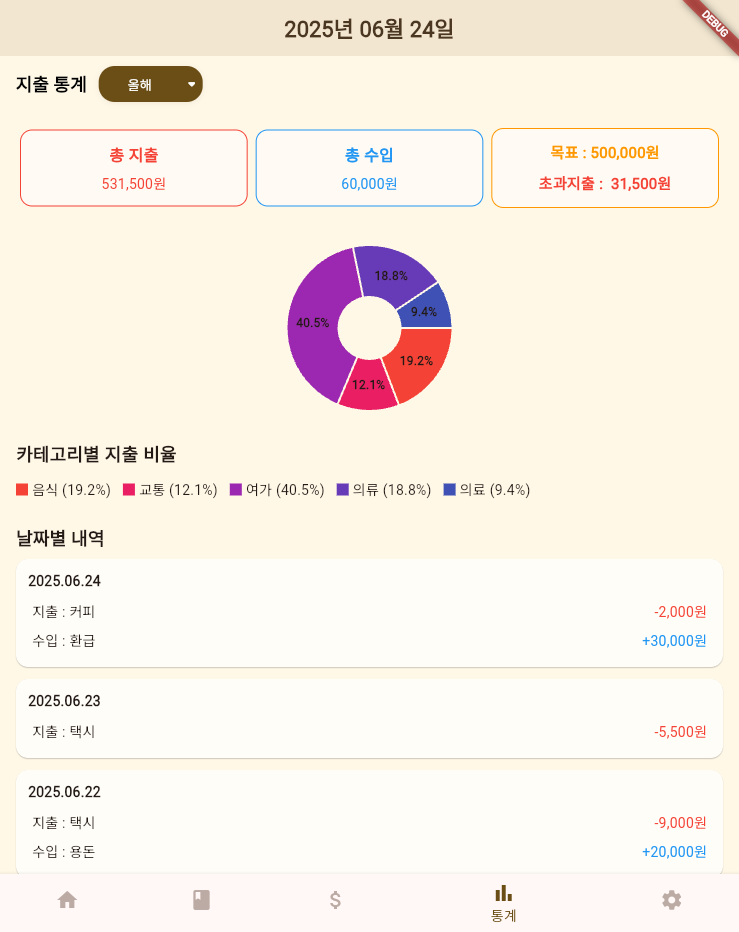 2025년 06월 24일
DEBUG
지출 통계
올해
총 지출
531,500원
총 수입
60,000원
목표 : 500,000원
초과지출 : 31,500원
18.8%
9.4%
40.5%
19.2%
12.1%
카테고리별 지출 비율
음식 (19.2%) 교통 (12.1%) 여가 (40.5%) 의류 (18.8%) 의료 (9.4%)
날짜별 내역
2025.06.24
지출 : 커피 -2,000원
수입 : 환급 +30,000원
2025.06.23
지출 : 택시 -5,500원
2025.06.22
지출 : 택시 -9,000원
수입 : 용돈 +20,000원
통계